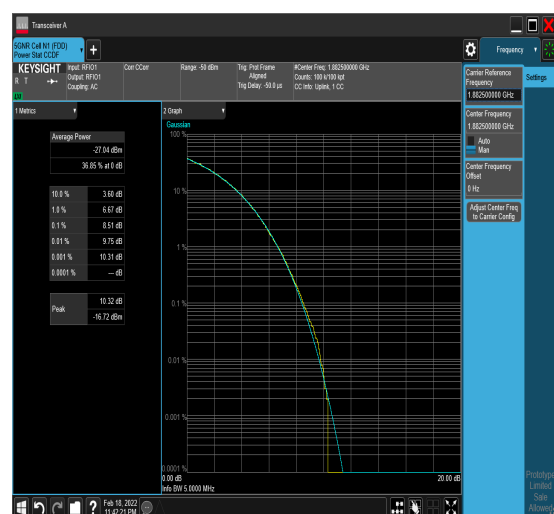 Transceiver A
5GNR Cell N1 (FDD)
Power Stat CCDF
Frequency
KEYSIGHT
R T
Input: RFIO1
Output: RFIO1
Coupling: AC
Corr CCorr
Range: -50 dBm
Trig: Prst Frame
Aligned
Trig Delay: -50.0 µs
#Center Freq: 1.882500000 GHz
Counts: 100 k/100 kpt
CC Info: Uplink, 1 CC
Carrier Reference
Frequency
1.882500000 GHz
Settings
Center Frequency
1.882500000 GHz
Auto
Man
Center Frequency
Offset
0 Hz
Adjust Center Freq
to Carrier Config
1 Metrics
Average Power
-27.04 dBm
36.85 % at 0 dB
10.0 % 3.60 dB
1.0 % 6.67 dB
0.1 % 8.51 dB
0.01 % 9.75 dB
0.001 % 10.31 dB
0.0001 % --- dB
Peak
10.32 dB
-16.72 dBm
2 Graph
Gaussian
100 %
10 %
1 %
0.1 %
0.01 %
0.001 %
0.0001 %
0.00 dB
20.00 dB
Info BW 5.0000 MHz
Prototype
Limited
Sale
Allowed
Feb 18, 2022
11:42:21 PM